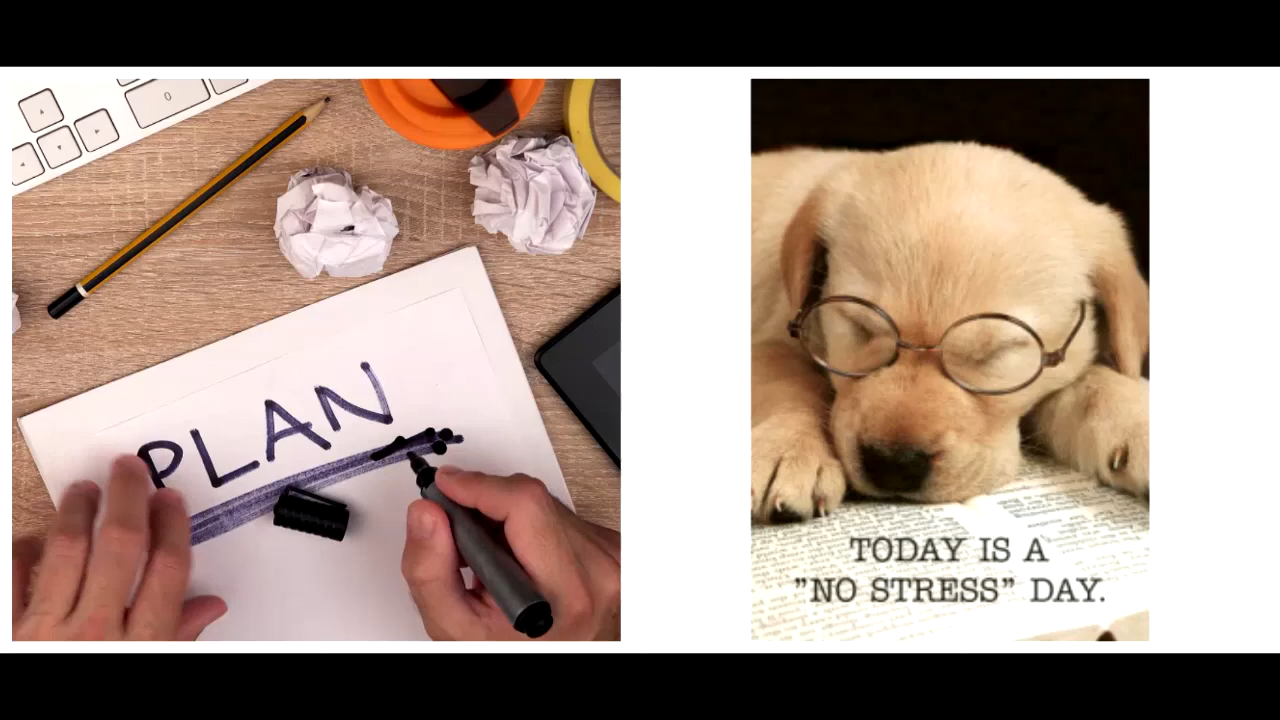 PLAN
TODAY IS A
”NO STRESS” DAY.